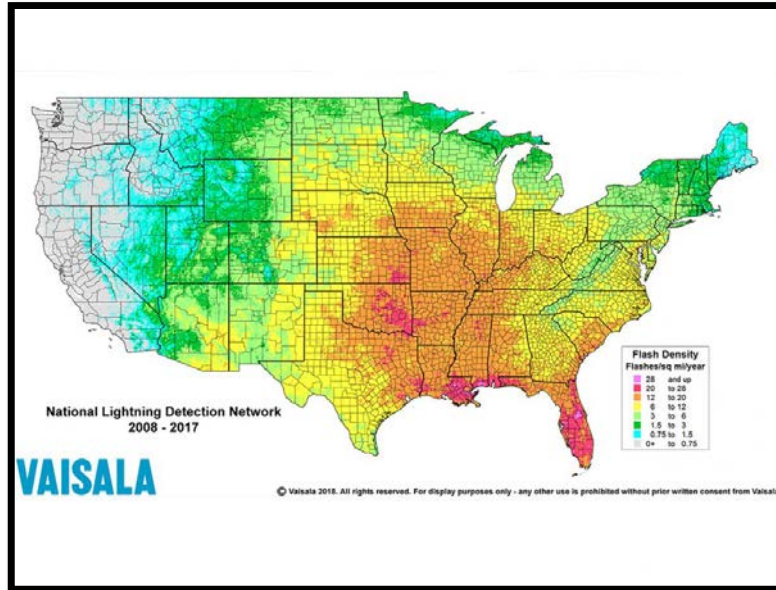 National Lightning Detection Network
2008 - 2017
VAISALA
Flash Density
Flashes/sq mi/year
28 and up
20 to 28
12 to 20
6 to 12
3 to 6
1.5 to 3
0.75 to 1.5
0+ to 0.75
© Vaisala 2018. All rights reserved. For display purposes only - any other use is prohibited without prior written consent from Vaisala